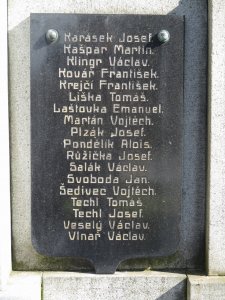 Karásek Josef.
Kašpar Martin.
Klingr Václav.
Kovář František.
Krejčí František.
Liška Tomáš.
Laštovka Emanuel.
Martán Vojtěch.
Plzák Josef.
Pondělík Alois.
Růžička Josef.
Salák Václav.
Svoboda Jan.
Šedivec Vojtěch.
Techl Tomáš.
Techl Josef.
Veselý Václav.
Vlnař Václav.